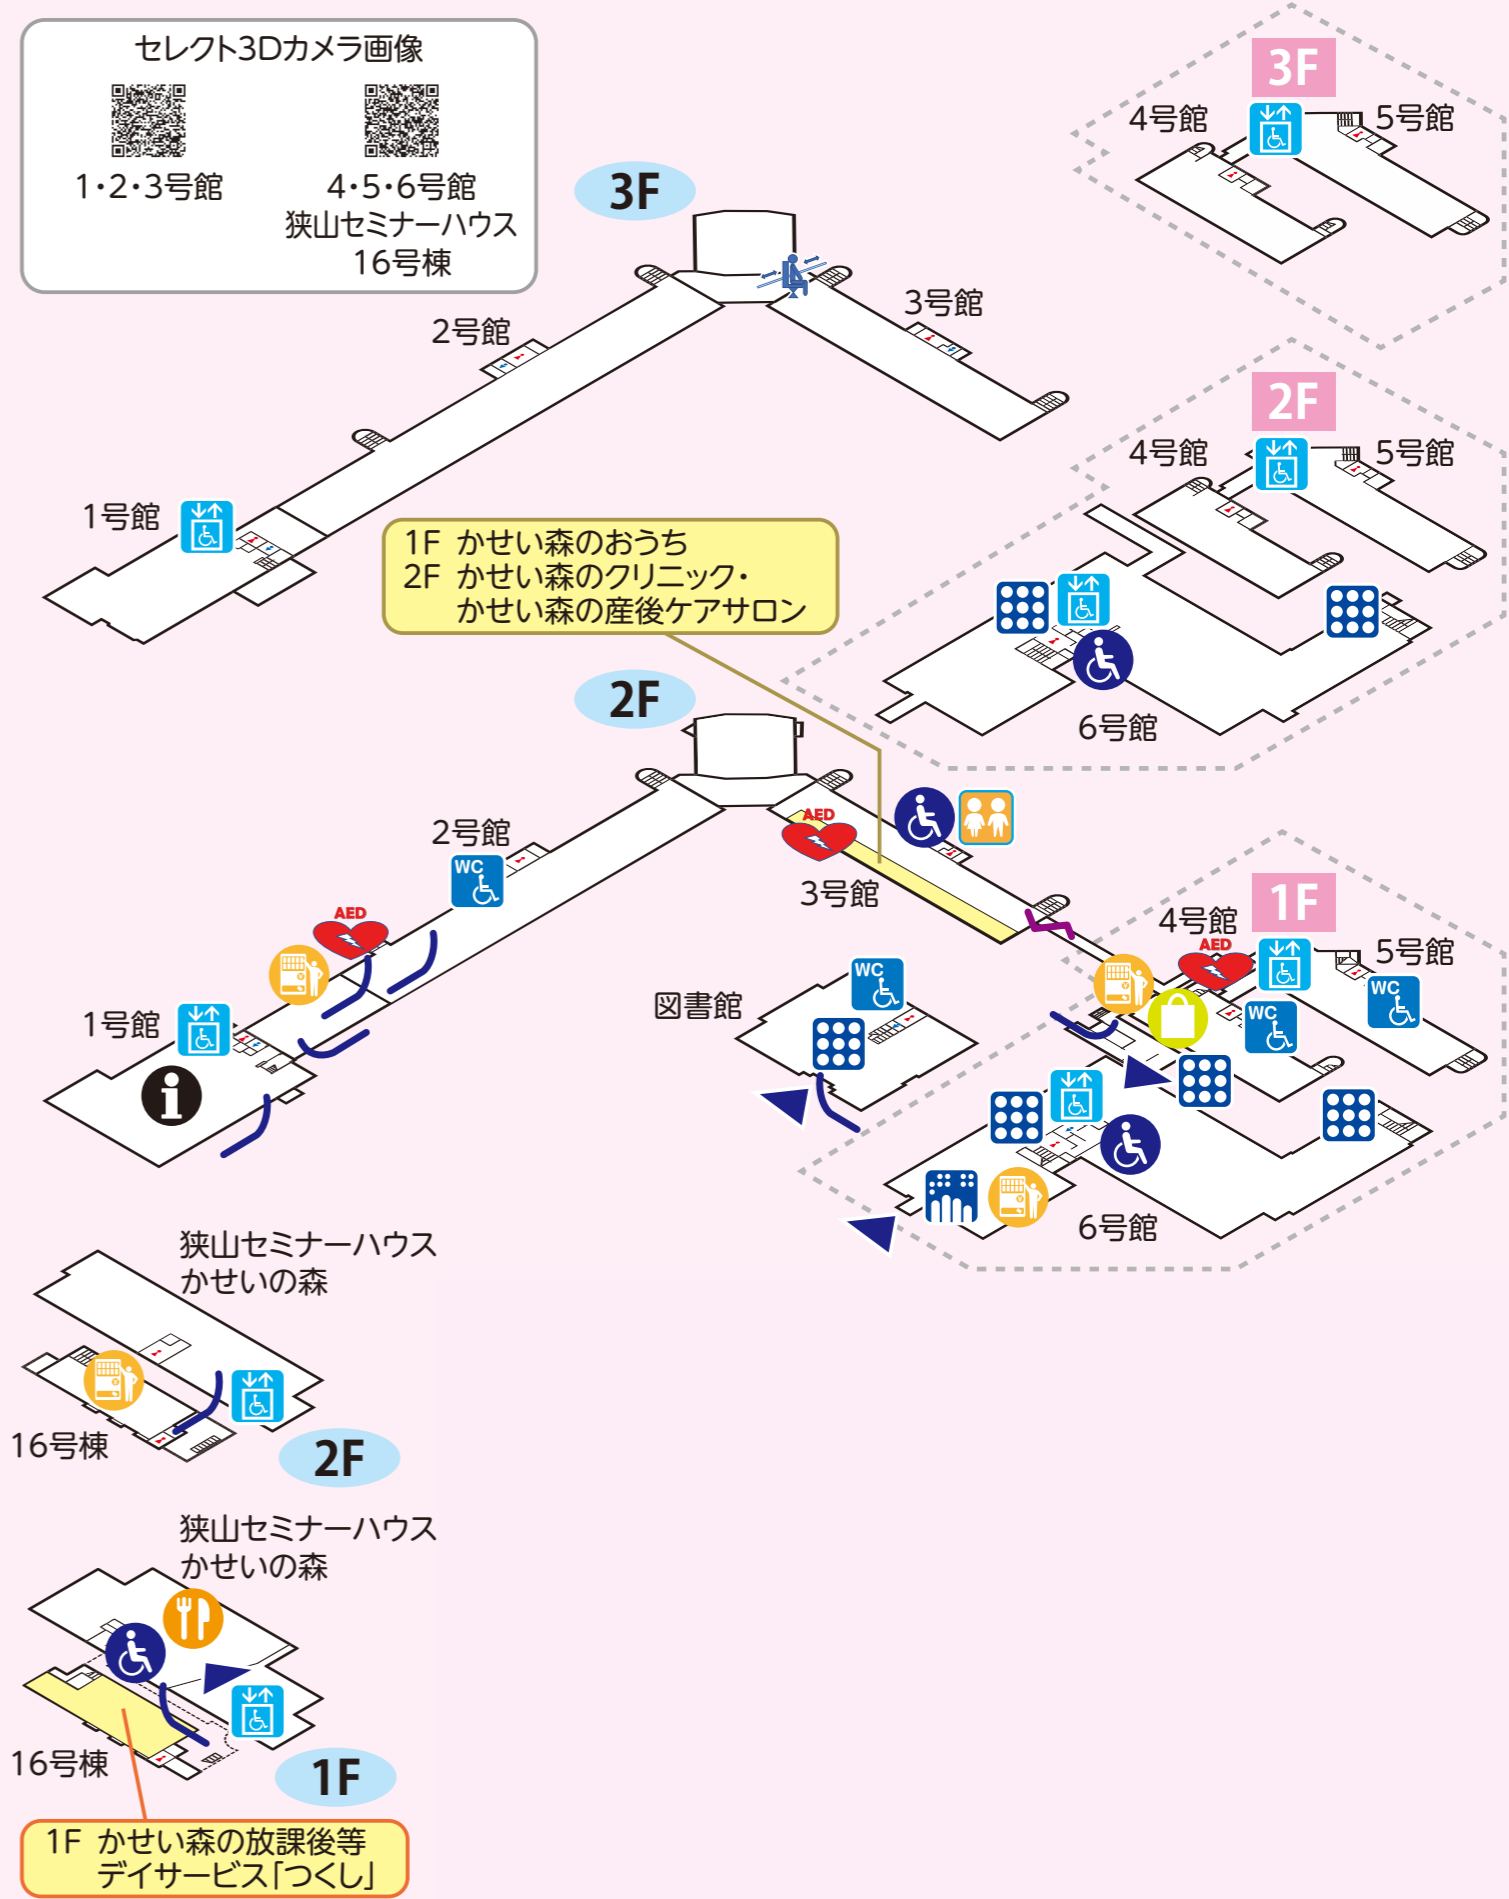 セレクト3Dカメラ画像
1・2・3号館
4・5・6号館
狭山セミナーハウス
16号棟
3F
4号館
5号館
3F
2号館
3号館
1号館
2F
4号館
5号館
6号館
1F かせい森のおうち
2F かせい森のクリニック・
かせい森の産後ケアサロン
2F
2号館
WC
AED
1号館
AED
3号館
1F
4号館
AED
5号館
WC
WC
図書館
WC
6号館
狭山セミナーハウス
かせいの森
16号棟
2F
狭山セミナーハウス
かせいの森
16号棟
1F
1F かせい森の放課後等
デイサービス「つくし」